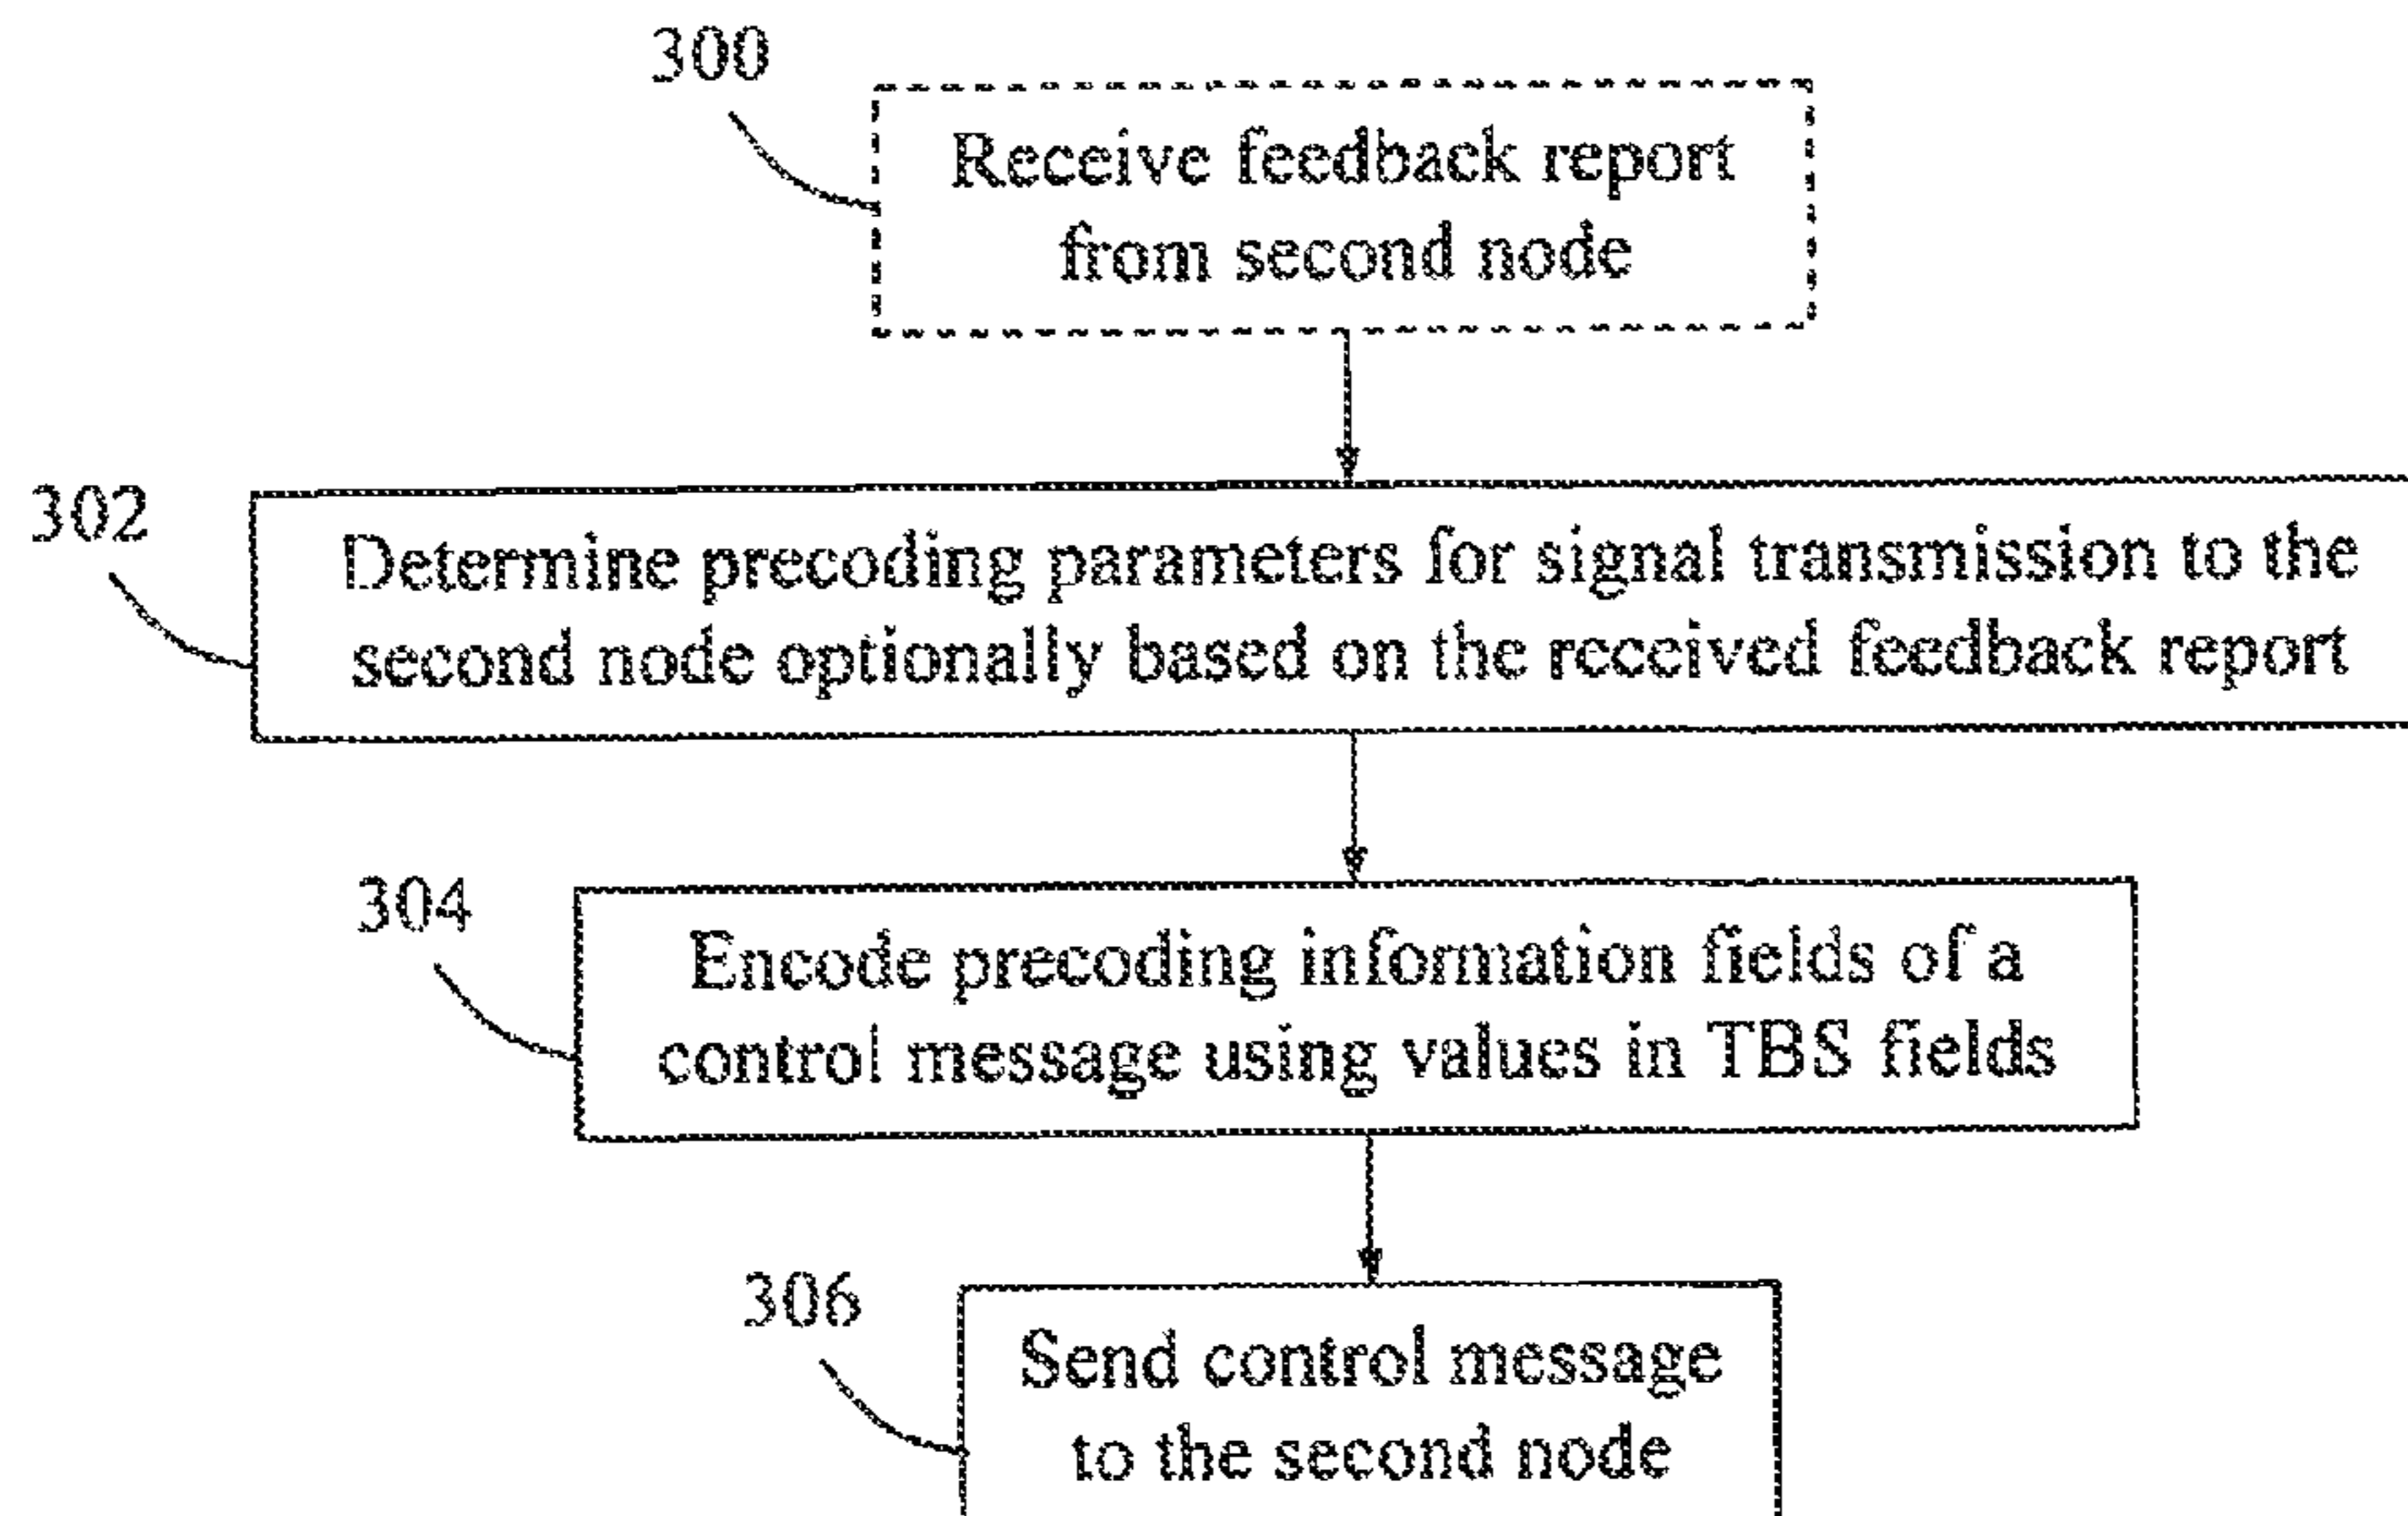 300
Receive feedback report
from second node
302
Determine precoding parameters for signal transmission to the
second node optionally based on the received feedback report
304
Encode precoding information fields of a
control message using values in TBS fields
306
Send control message
to the second node